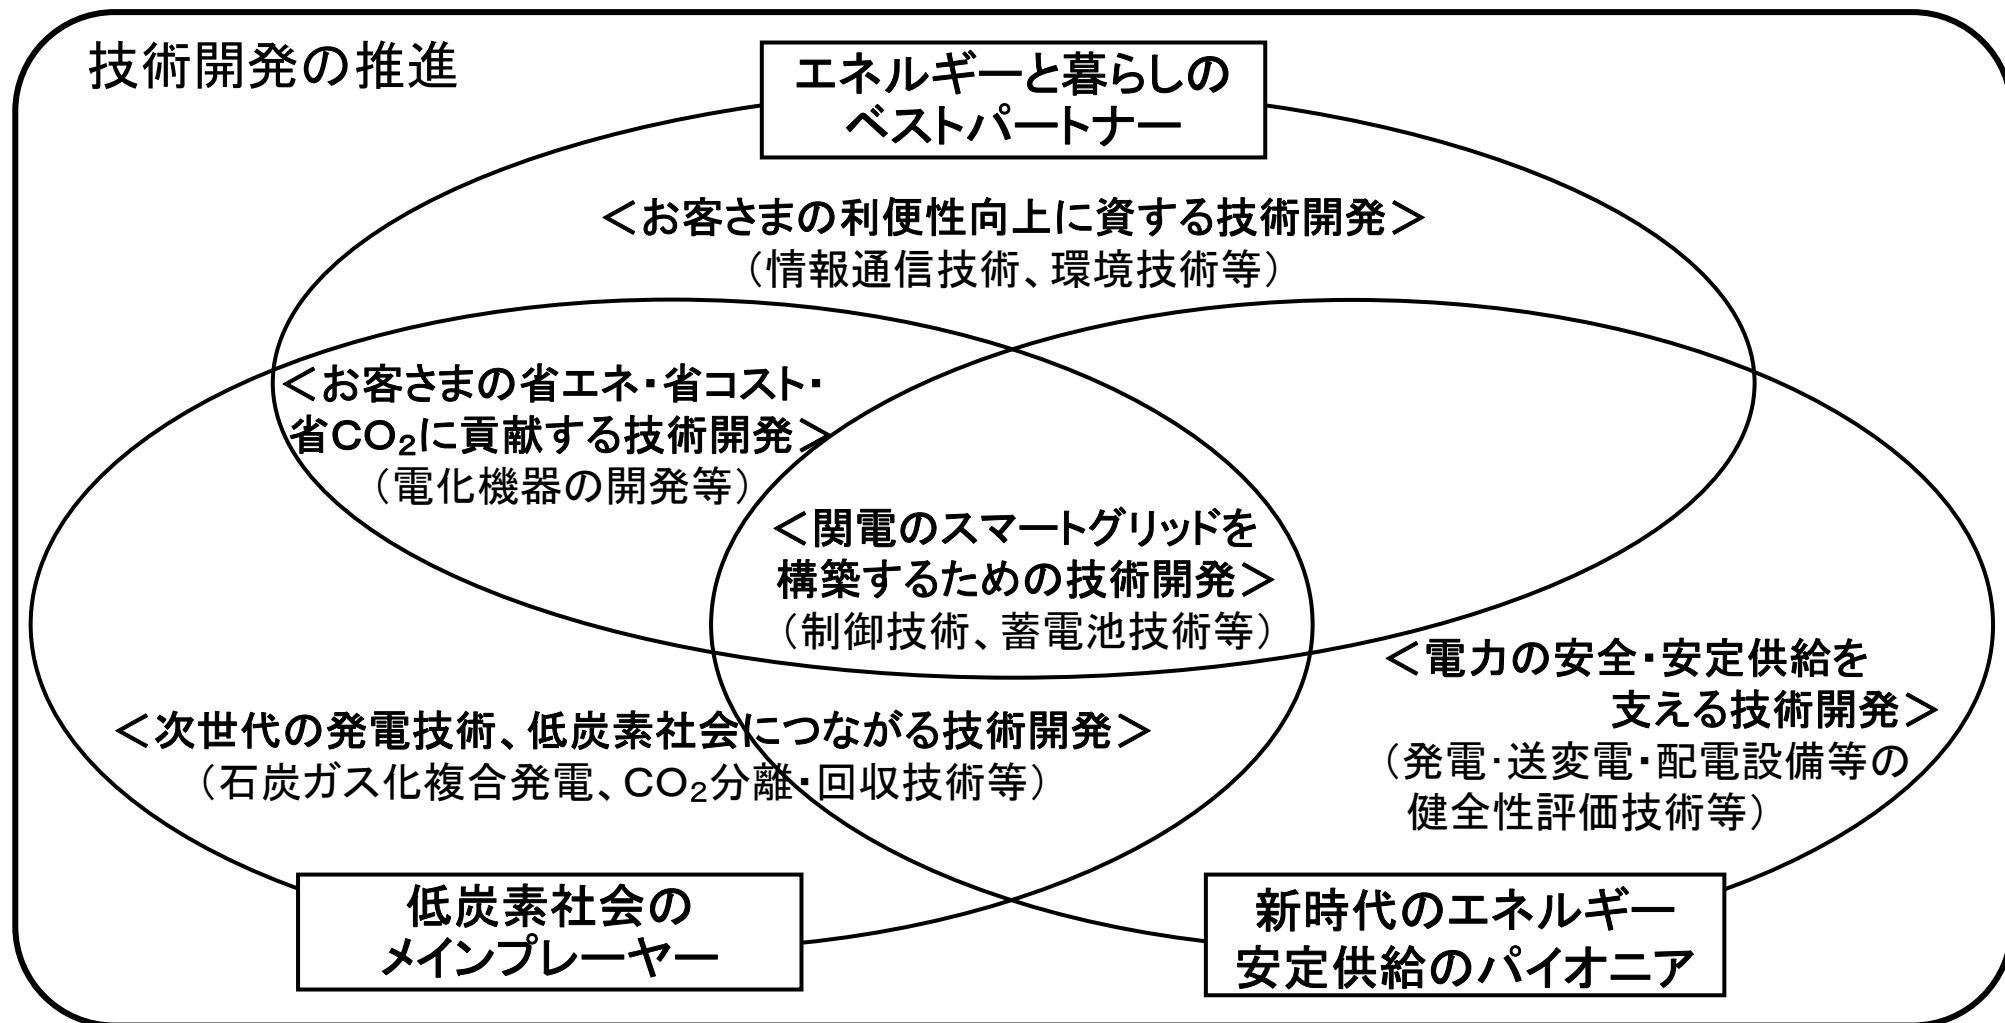 技術開発の推進
エネルギーと暮らしの
ベストパートナー
＜お客さまの利便性向上に資する技術開発＞
（情報通信技術、環境技術等）
＜お客さまの省エネ・省コスト・
省ＣＯ₂に貢献する技術開発＞
（電化機器の開発等）
＜関電のスマートグリッドを
構築するための技術開発＞
（制御技術、蓄電池技術等）
＜電力の安全・安定供給を
支える技術開発＞
（発電・送変電・配電設備等の
健全性評価技術等）
＜次世代の発電技術、低炭素社会につながる技術開発＞
（石炭ガス化複合発電、ＣＯ₂分離・回収技術等）
低炭素社会の
メインプレーヤー
新時代のエネルギー
安定供給のパイオニア